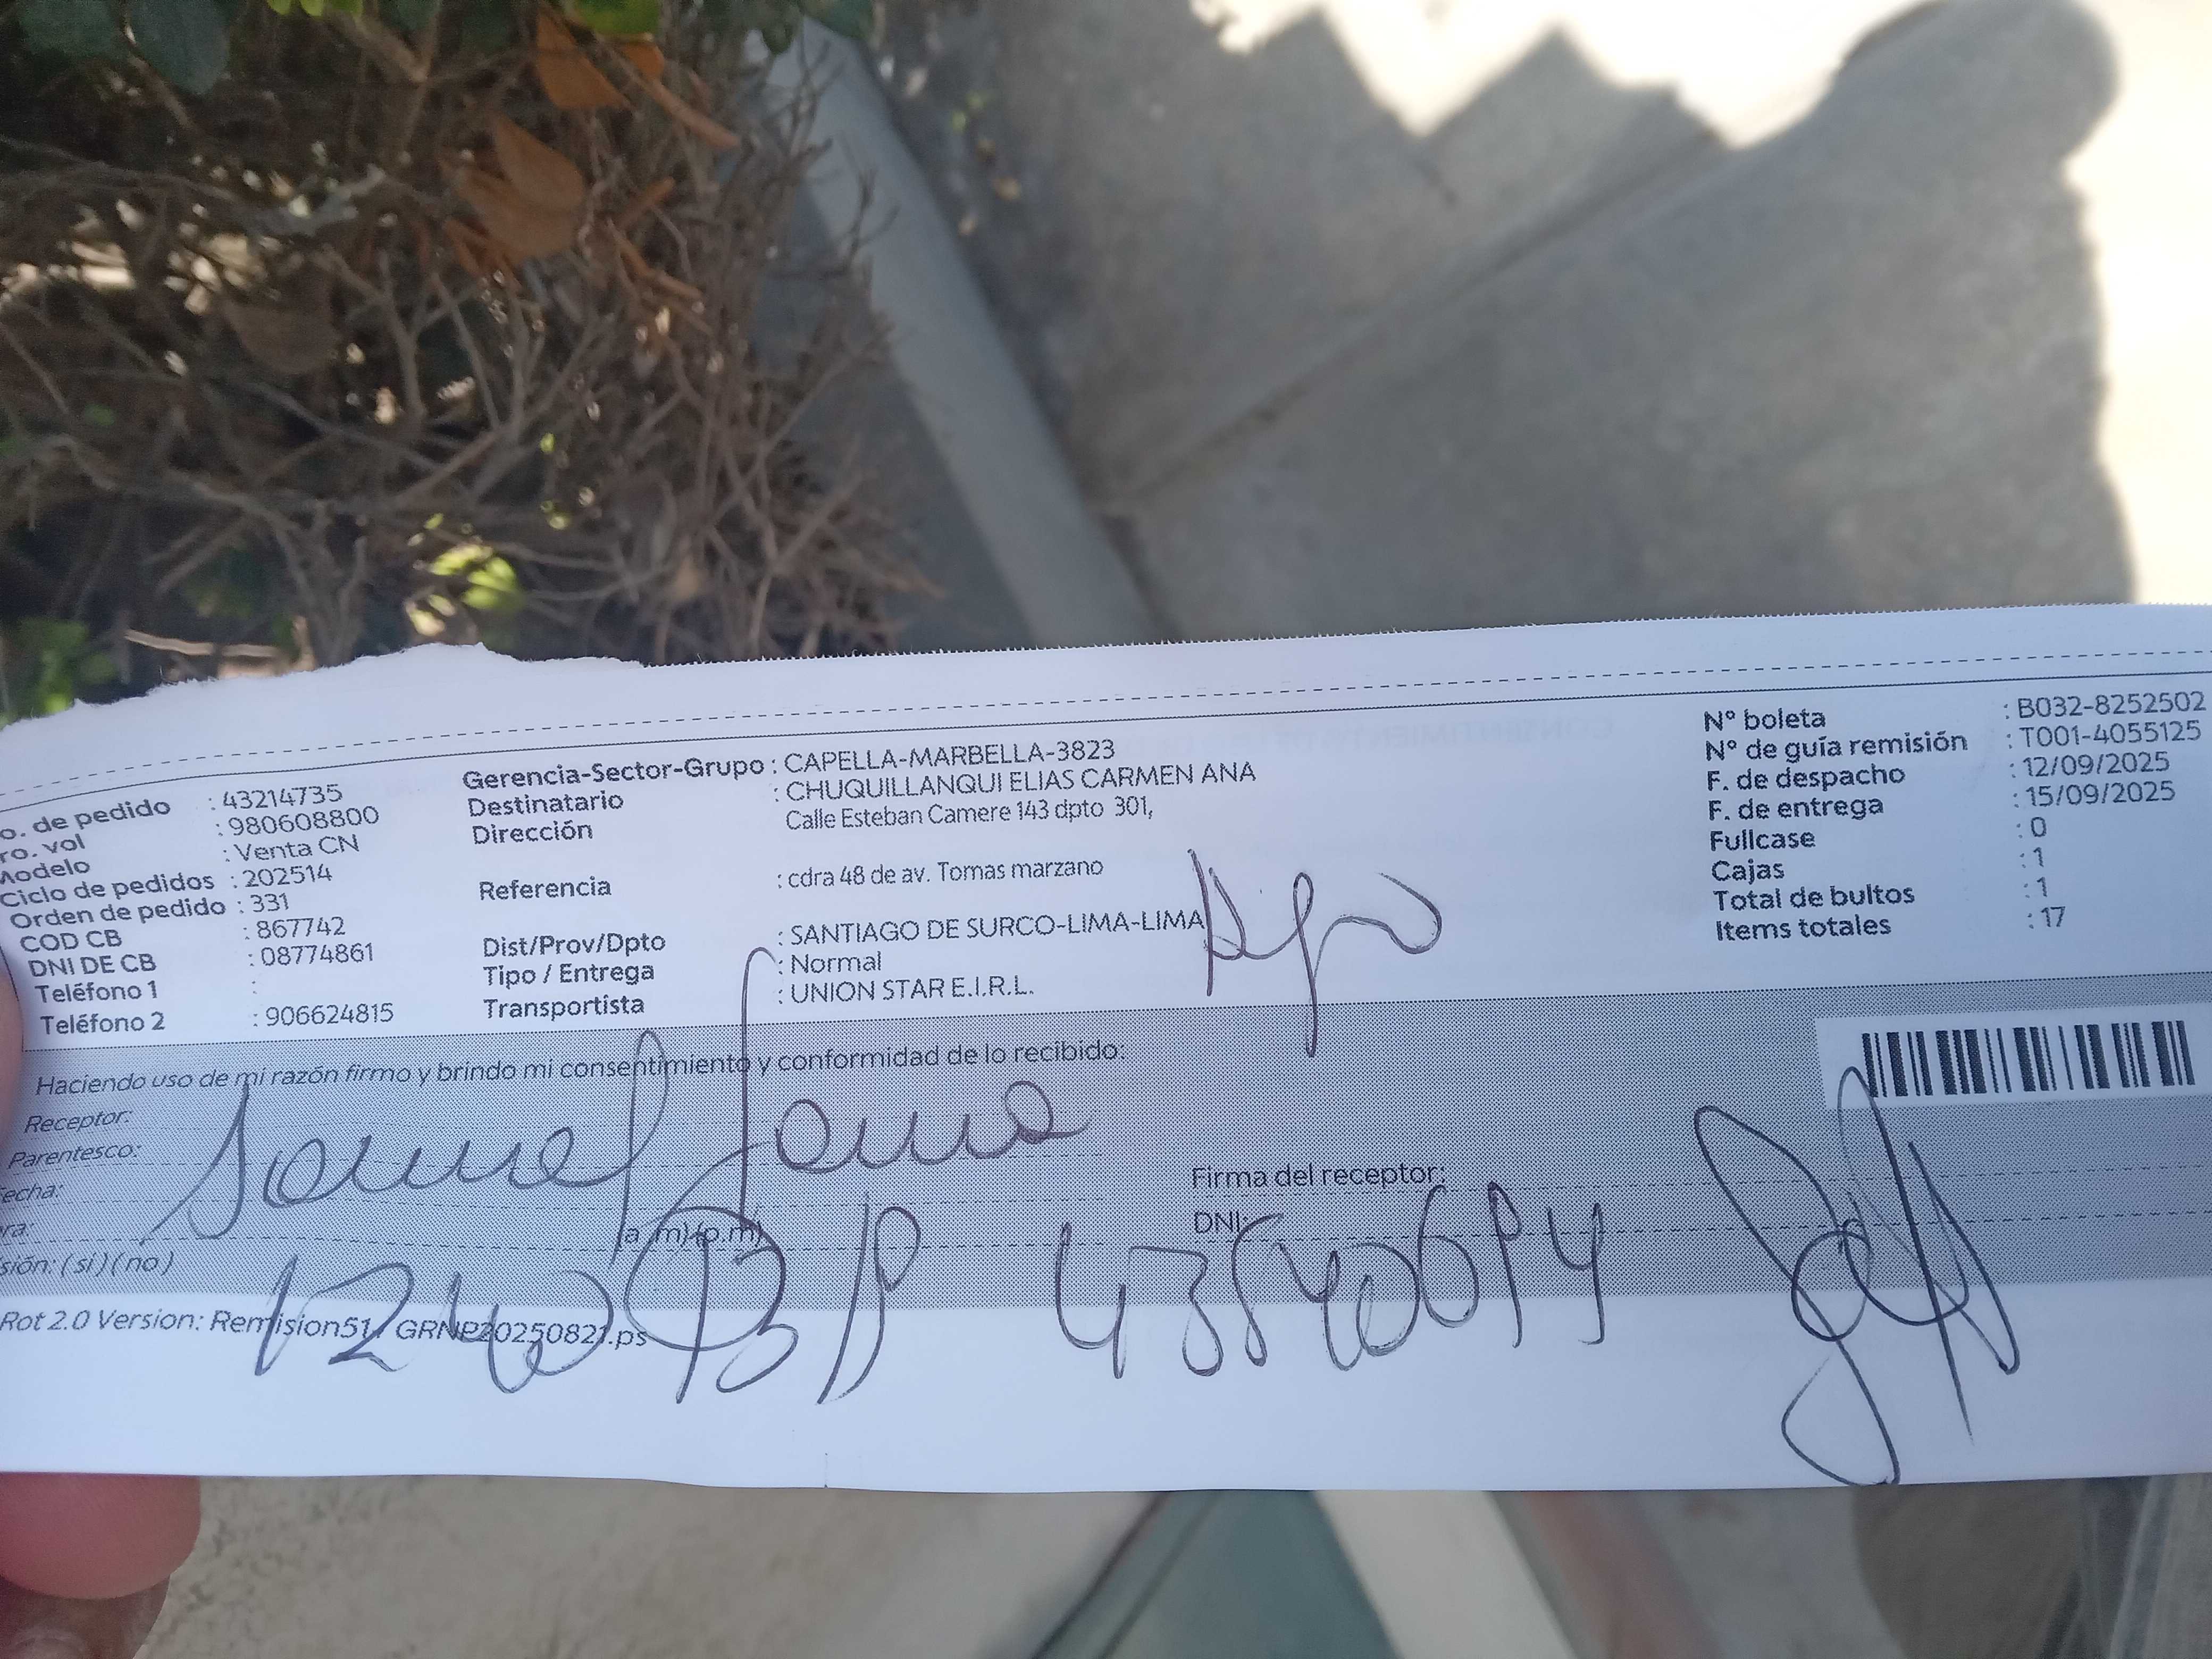 o. de pedido : 43214735
ro. vol : 980608800
Modelo : Venta CN
Ciclo de pedidos : 202514
Orden de pedido : 331
COD CB : 867742
DNI DE CB : 08774861
Teléfono 1 :
Teléfono 2 : 906624815
Gerencia-Sector-Grupo : CAPELLA-MARBELLA-3823
Destinatario : CHUQUILLANQUI ELIAS CARMEN ANA
Dirección Calle Esteban Camere 143 dpto 301,
Referencia : cdra 48 de av. Tomas marzano
Dist/Prov/Dpto : SANTIAGO DE SURCO-LIMA-LIMA
Tipo / Entrega : Normal
Transportista : UNION STAR E.I.R.L.
N° boleta : B032-8252502
N° de guía remisión : T001-4055125
F. de despacho : 12/09/2025
F. de entrega : 15/09/2025
Fullcase : 0
Cajas : 1
Total de bultos : 1
Items totales : 17
Haciendo uso de mi razón firmo y brindo mi consentimiento y conformidad de lo recibido:
Receptor:
Parentesco:
echa:
ra: (a.m)(p.m)
sión: (si) (no)
Firma del receptor:
DNI:
Rot 2.0 Version: Remision51 / GRNP20250821.ps